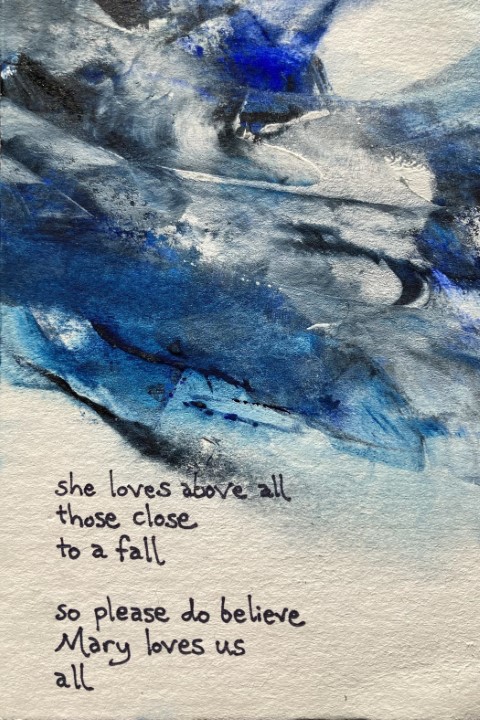 she loves above all
those close
to a fall
so please do believe
Mary loves us
all